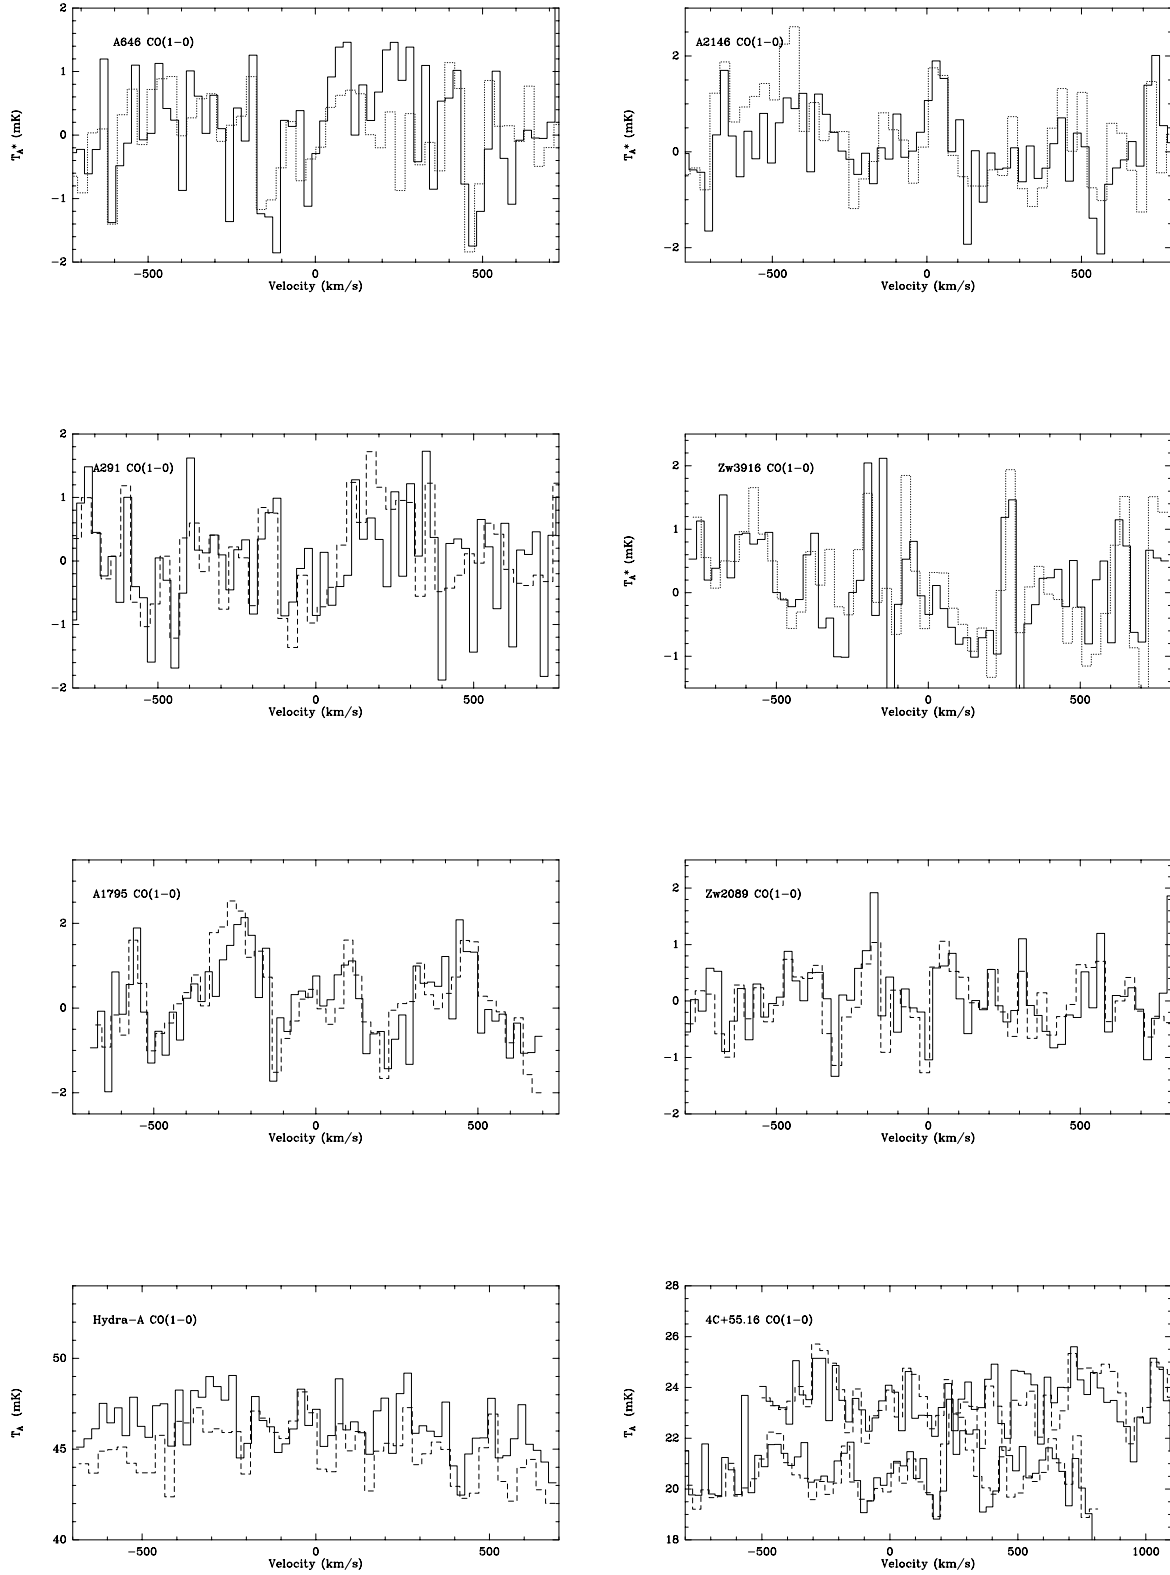 2
1
0
−1
−2
A646 CO(1−0)
T_A* (mK)
−500
0
500
Velocity (km/s)
2
0
−2
A2146 CO(1−0)
T_A* (mK)
−500
0
500
Velocity (km/s)
2
1
0
−1
−2
A291 CO(1−0)
−500
0
500
Velocity (km/s)
2
1
0
−1
Zw3916 CO(1−0)
T_A* (mK)
−500
0
500
Velocity (km/s)
2
0
−2
A1795 CO(1−0)
−500
0
500
Velocity (km/s)
2
1
0
−1
−2
Zw2089 CO(1−0)
−500
0
500
Velocity (km/s)
50
45
40
Hydra−A CO(1−0)
T_A (mK)
−500
0
500
Velocity (km/s)
28
26
24
22
20
18
4C+55.16 CO(1−0)
T_A (mK)
−500
0
500
1000
Velocity (km/s)